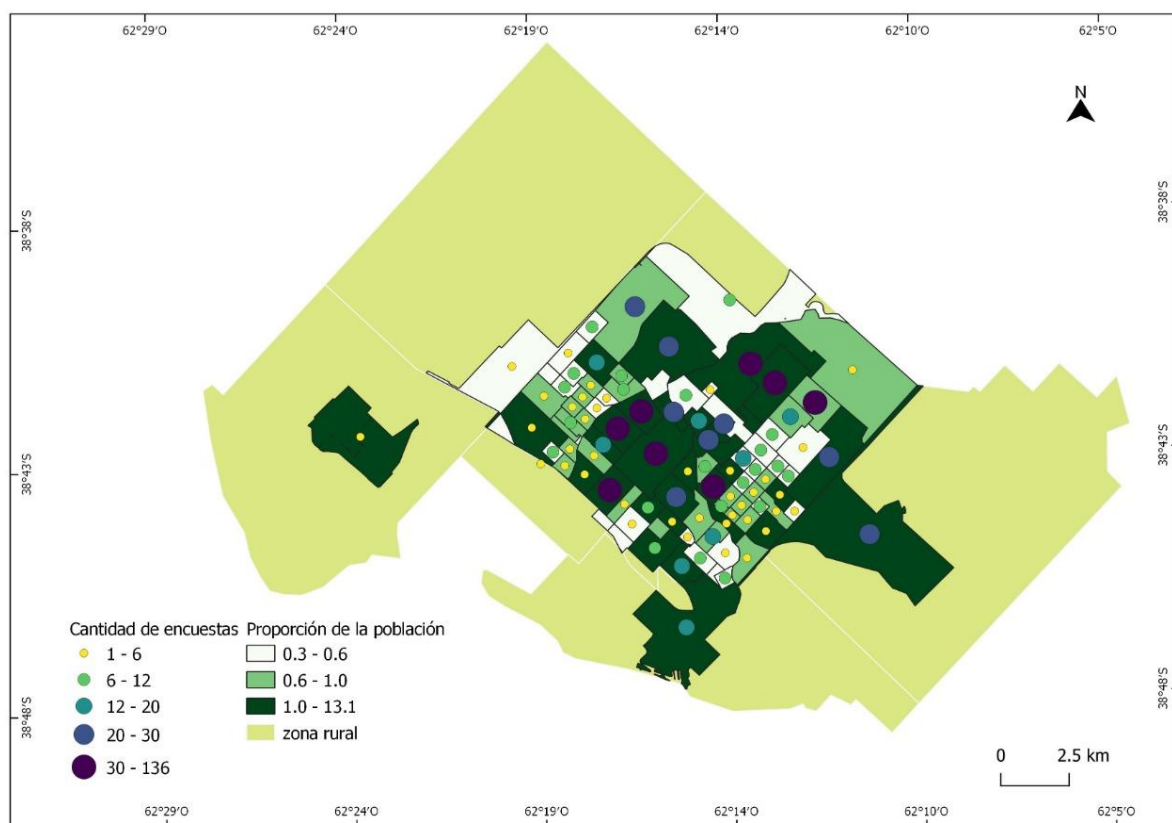 62°29'O 62°24'O 62°19'O 62°14'O 62°10'O 62°5'O
N
38°38'S 38°38'S
38°43'S 38°43'S
38°48'S 38°48'S
Cantidad de encuestas
1 - 6
6 - 12
12 - 20
20 - 30
30 - 136
Proporción de la población
0.3 - 0.6
0.6 - 1.0
1.0 - 13.1
zona rural
0 2.5 km
62°29'O 62°24'O 62°19'O 62°14'O 62°10'O 62°5'O